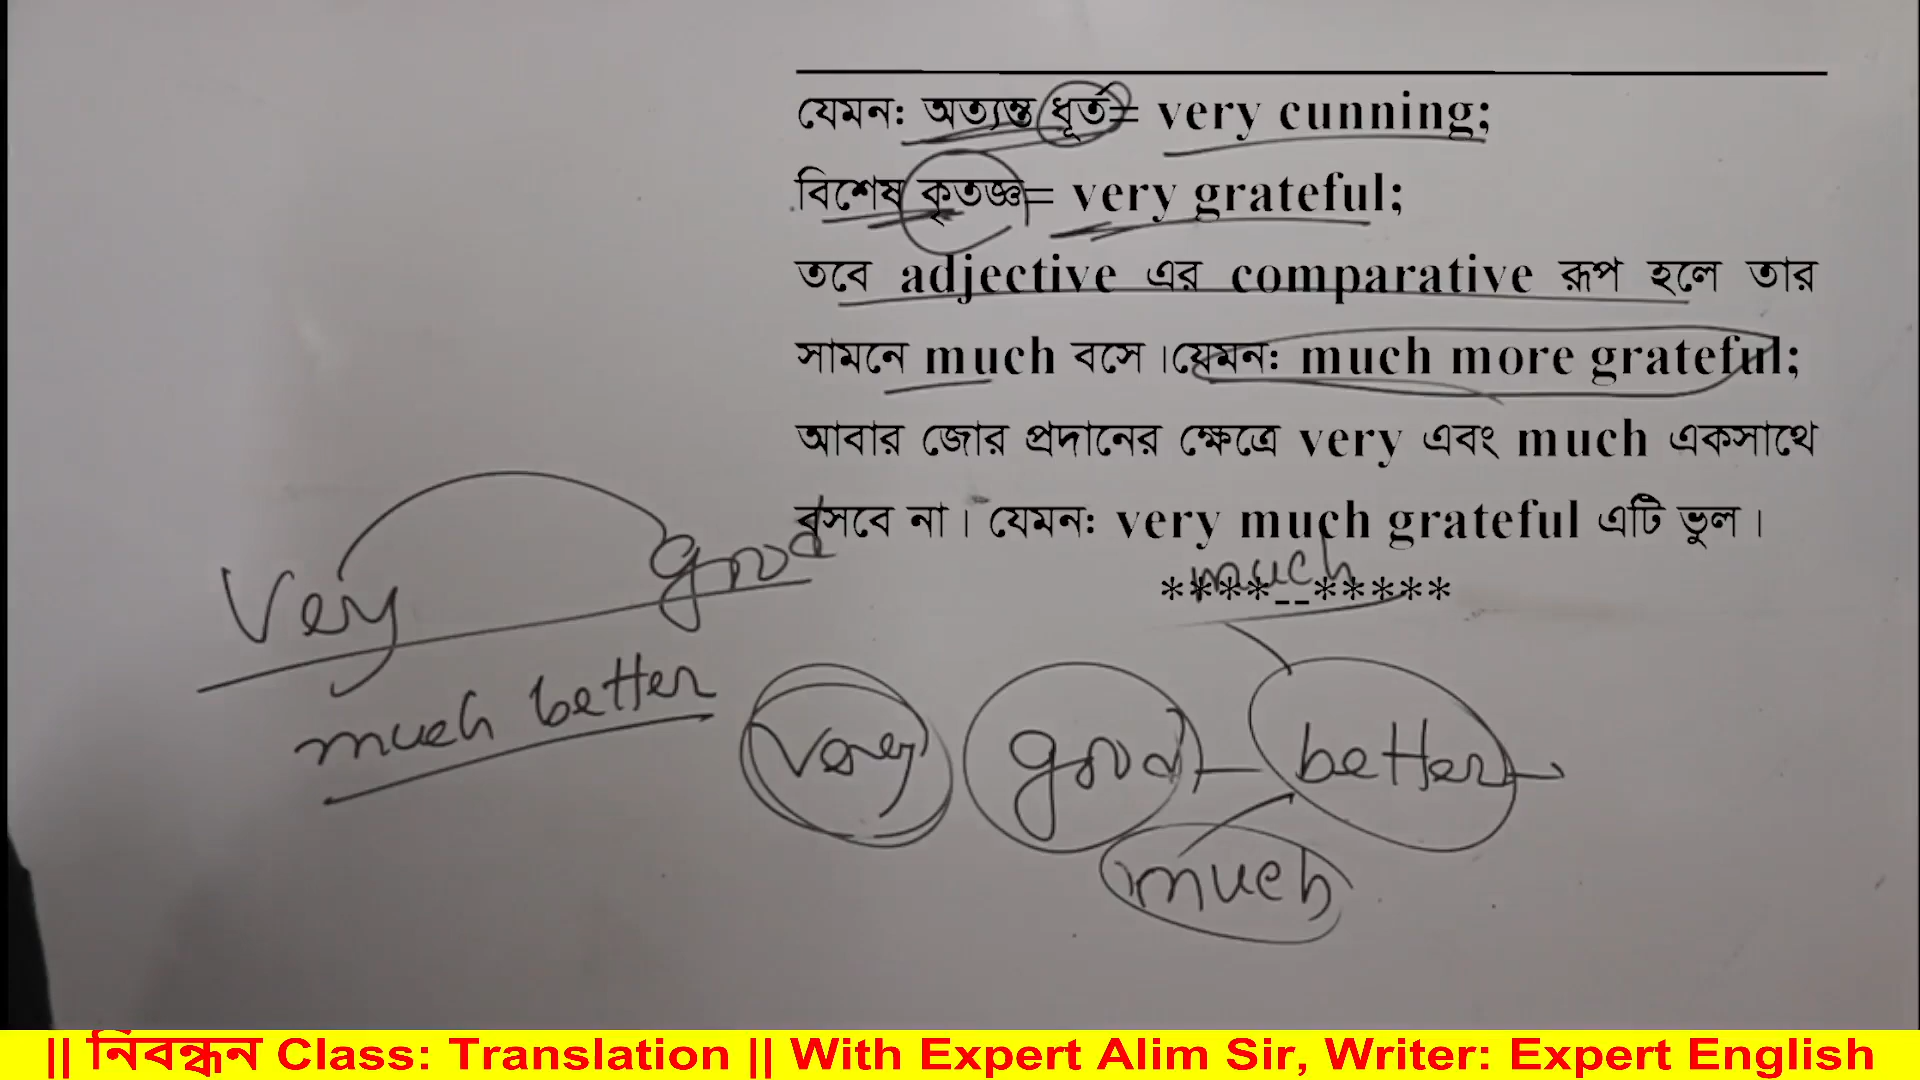 যেমনঃ অত্যন্ত ধূর্ত= very cunning;
বিশেষ কৃতজ্ঞ= very grateful;
তবে adjective এর comparative রূপ হলে তার
সামনে much বসে।যেমনঃ much more grateful;
আবার জোর প্রদানের ক্ষেত্রে very এবং much একসাথে
বসবে না। যেমনঃ very much grateful এটি ভুল।
****__*****
much
Very good
much better
very good better
much
|| নিবন্ধন Class: Translation || With Expert Alim Sir, Writer: Expert English